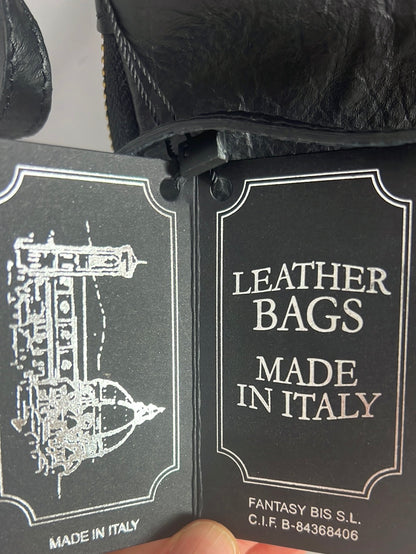 MADE IN ITALY
LEATHER
BAGS
MADE
IN ITALY
FANTASY BIS S.L.
C.I.F. B-84368406